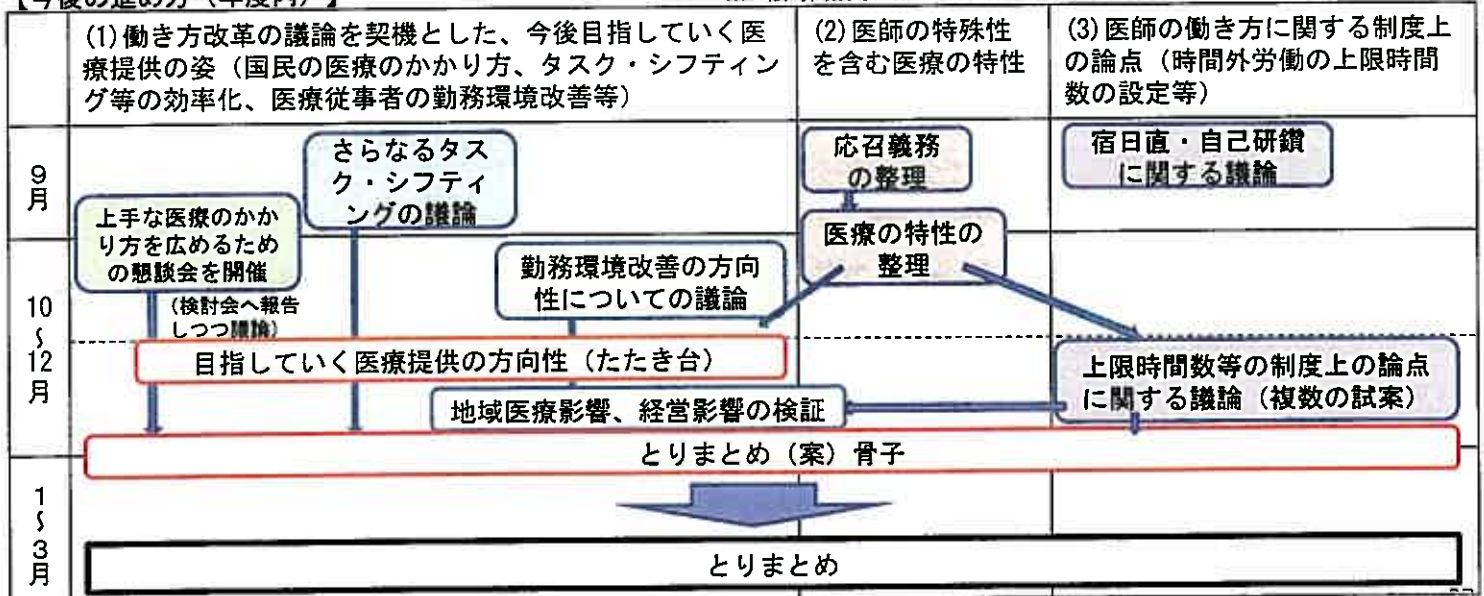 【今後の進め方（年度内）】
(1)働き方改革の議論を契機とした、今後目指していく医
療提供の姿（国民の医療のかかり方、タスク・シフティン
グ等の効率化、医療従事者の勤務環境改善等）
(2)医師の特殊性
を含む医療の特性
(3)医師の働き方に関する制度上
の論点（時間外労働の上限時間
数の設定等）
9
月
さらなるタス
ク・シフティ
ングの議論
応召義務
の整理
宿日直・自己研鑽
に関する議論
上手な医療のかか
り方を広めるため
の懇談会を開催
医療の特性の
整理
10
～
12
月
勤務環境改善の方向
性についての議論
（検討会へ報告
しつつ議論）
目指していく医療提供の方向性（たたき台）
上限時間数等の制度上の論点
に関する議論（複数の試案）
地域医療影響、経営影響の検証
とりまとめ（案）骨子
1
～
3
月
とりまとめ